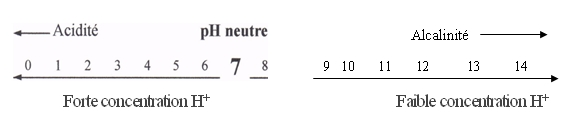 Acidité pH neutre Alcalinité
0 1 2 3 4 5 6 7 8 9 10 11 12 13 14
Forte concentration H+ Faible concentration H+